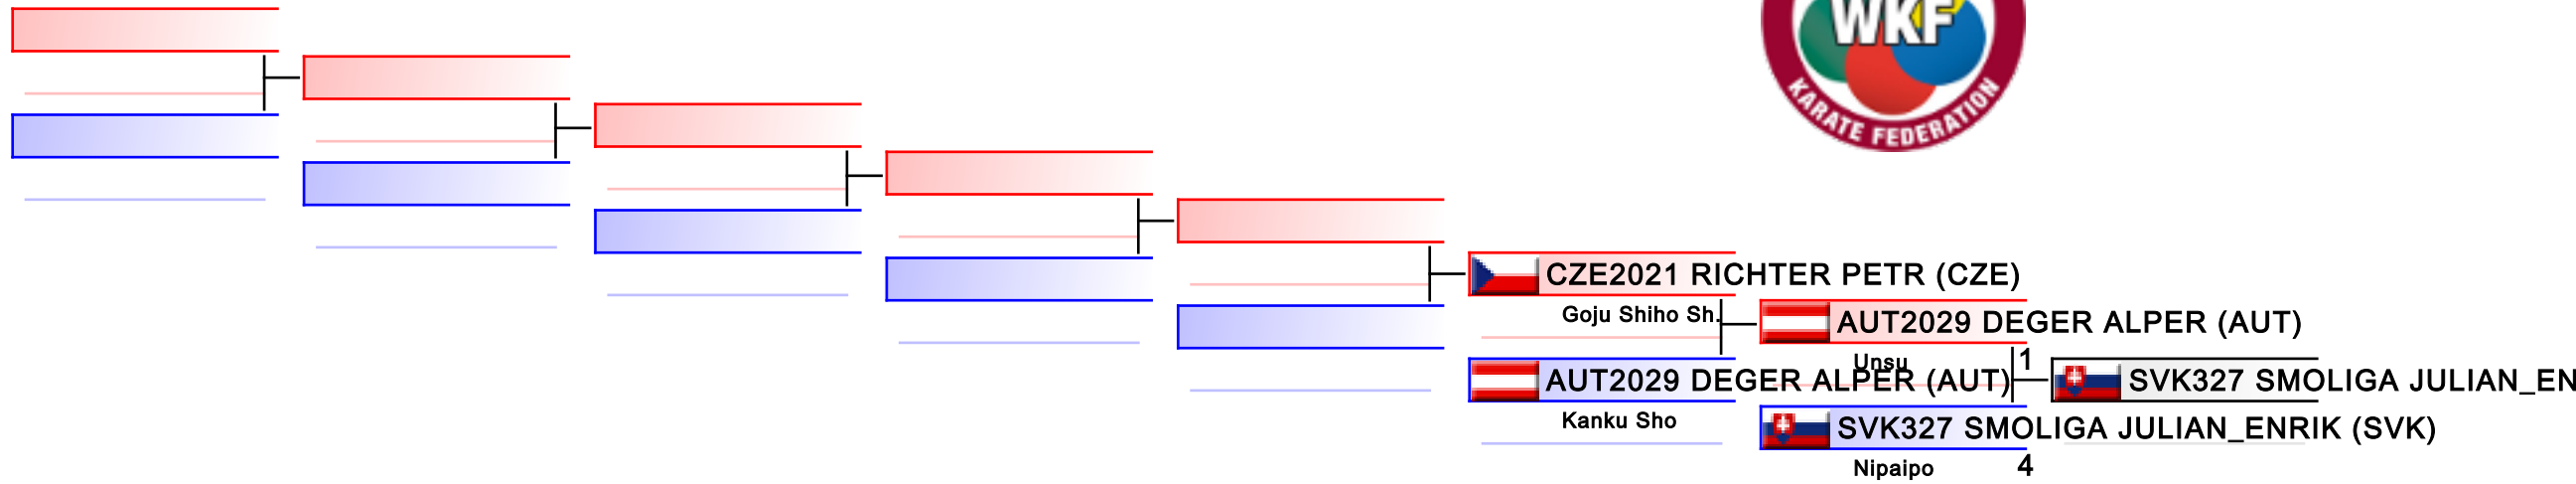 WKF
KARATE FEDERATION
CZE2021 RICHTER PETR (CZE)
Goju Shiho Sh.
AUT2029 DEGER ALPER (AUT)
Unsu
1
AUT2029 DEGER ALPER (AUT)
SVK327 SMOLIGA JULIAN_EN
Kanku Sho
SVK327 SMOLIGA JULIAN_ENRIK (SVK)
Nipaipo
4